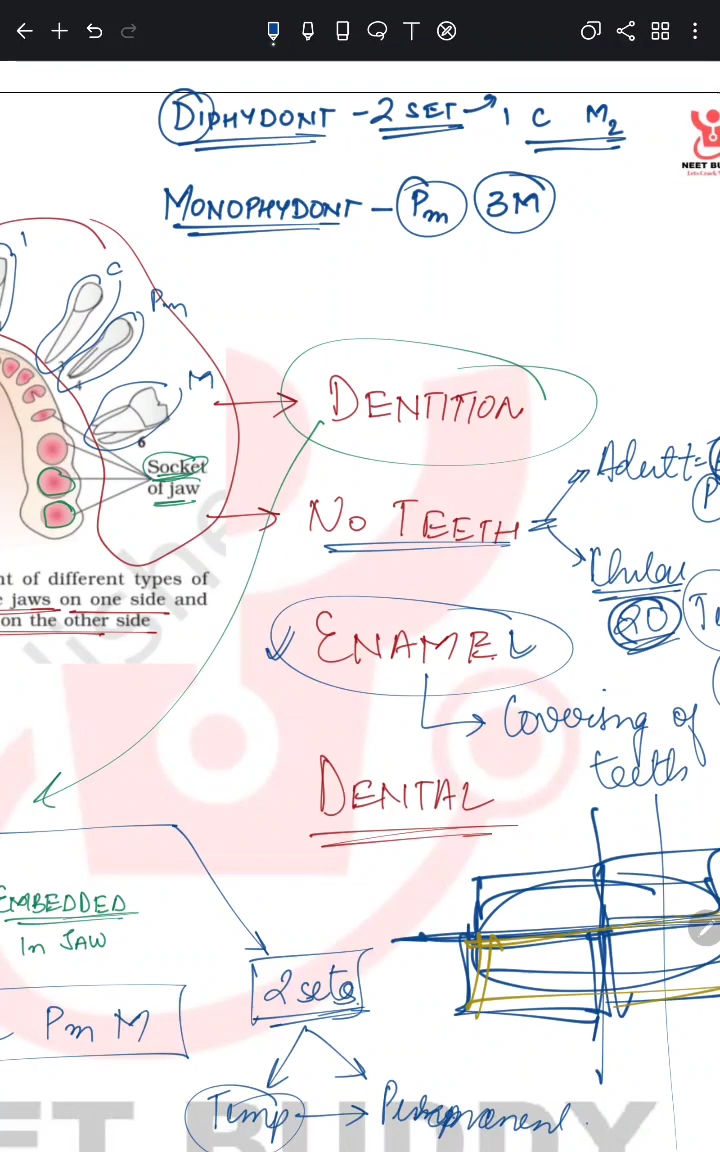 DIPHYDONT - 2 SET → I C M2
NEET BU
MONOPHYDONT - Pm 3M
I
C
Pm
M
DENTITION
6
Socket
of jaw
Adult =
P
NO TEETH
20
nt of different types of
e jaws on one side and
on the other side
ENAMEL
Covering of
teeth
DENTAL
EMBEDDED
In JAW
2 sets
Pm M
Temp → Permanent
ET BUDDY